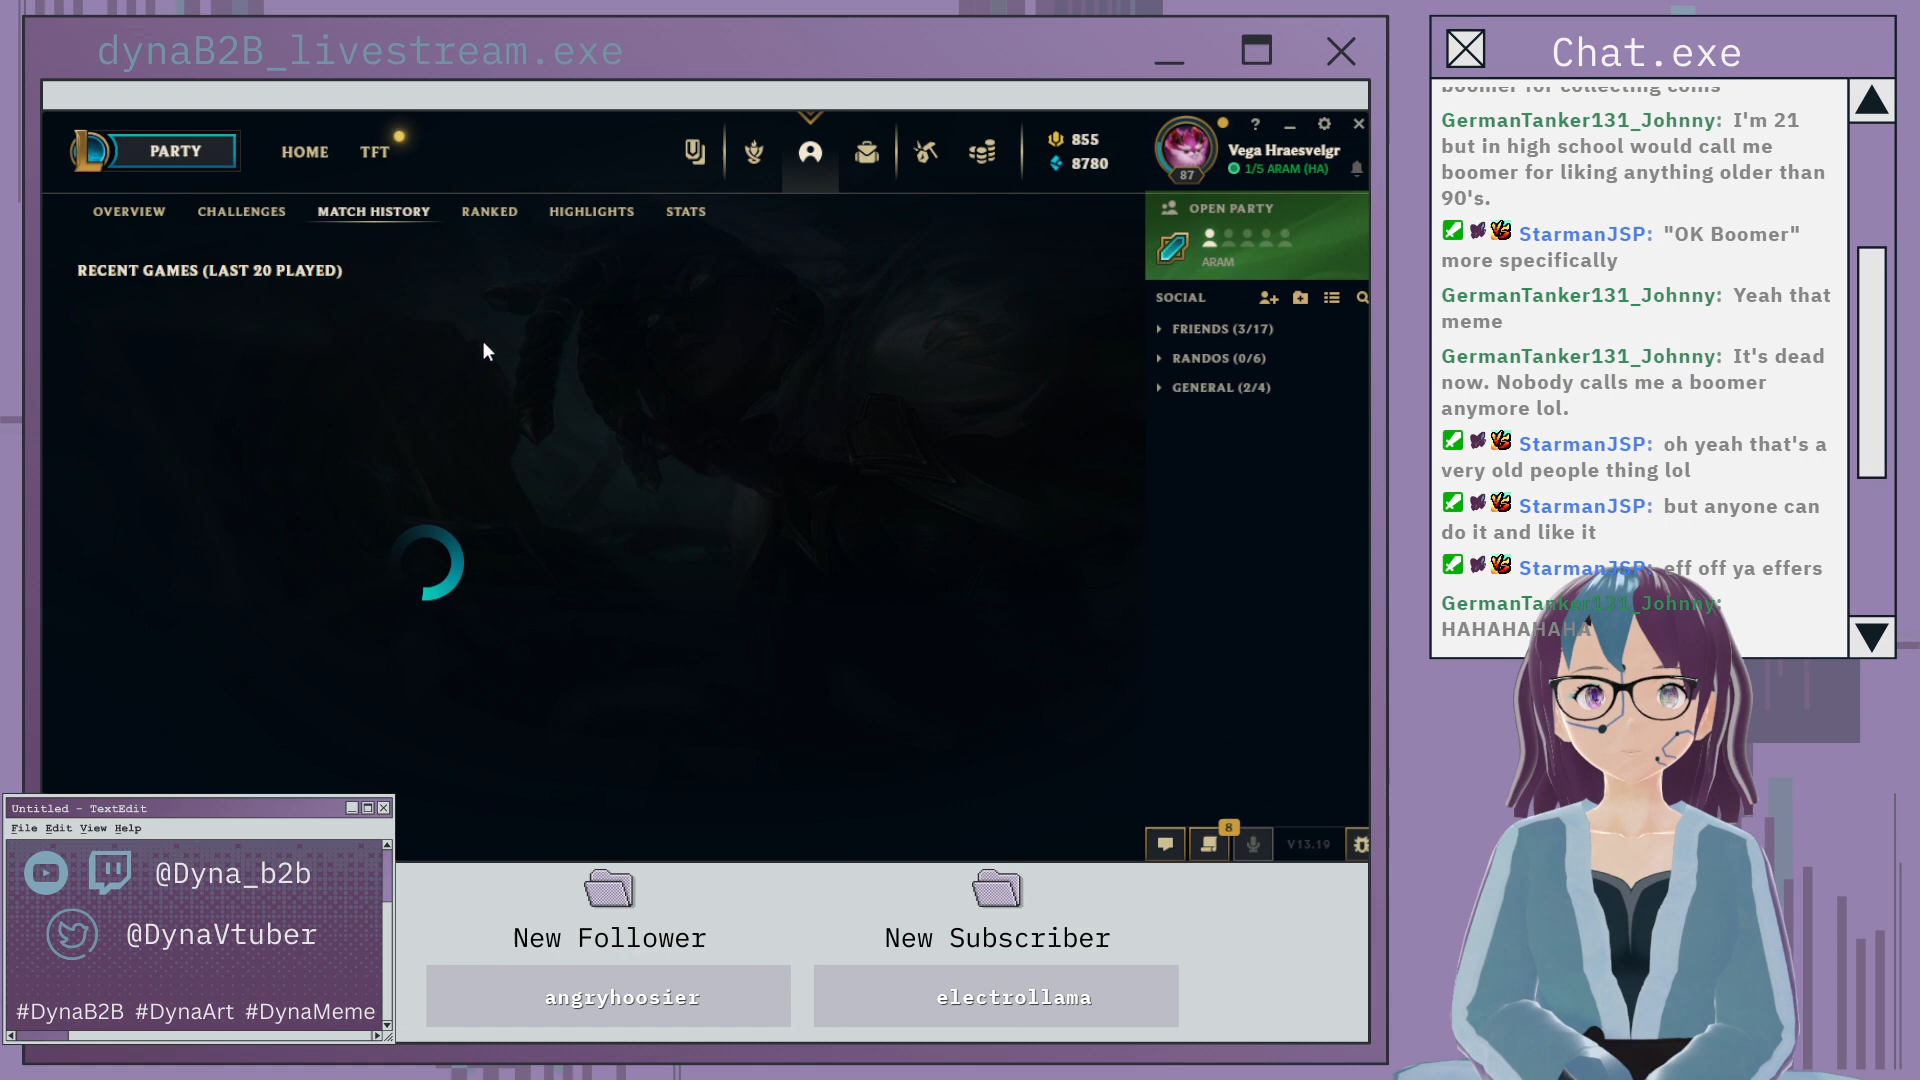 dynaB2B_livestream.exe
PARTY
HOME
TFT
855
8780
?
Vega Hraesvelgr
87
1/5 ARAM (HA)
OVERVIEW
CHALLENGES
MATCH HISTORY
RANKED
HIGHLIGHTS
STATS
OPEN PARTY
ARAM
RECENT GAMES (LAST 20 PLAYED)
SOCIAL
FRIENDS (3/17)
RANDOS (0/6)
GENERAL (2/4)
8
V13.19
Untitled - TextEdit
File Edit View Help
@Dyna_b2b
@DynaVtuber
#DynaB2B #DynaArt #DynaMeme
New Follower
angryhoosier
New Subscriber
electrollama
Chat.exe
boomer for collecting coins
GermanTanker131_Johnny: I'm 21
but in high school would call me
boomer for liking anything older than
90's.
StarmanJSP: "OK Boomer"
more specifically
GermanTanker131_Johnny: Yeah that
meme
GermanTanker131_Johnny: It's dead
now. Nobody calls me a boomer
anymore lol.
StarmanJSP: oh yeah that's a
very old people thing lol
StarmanJSP: but anyone can
do it and like it
StarmanJSP: eff off ya effers
GermanTanker131_Johnny:
HAHAHAHAHA